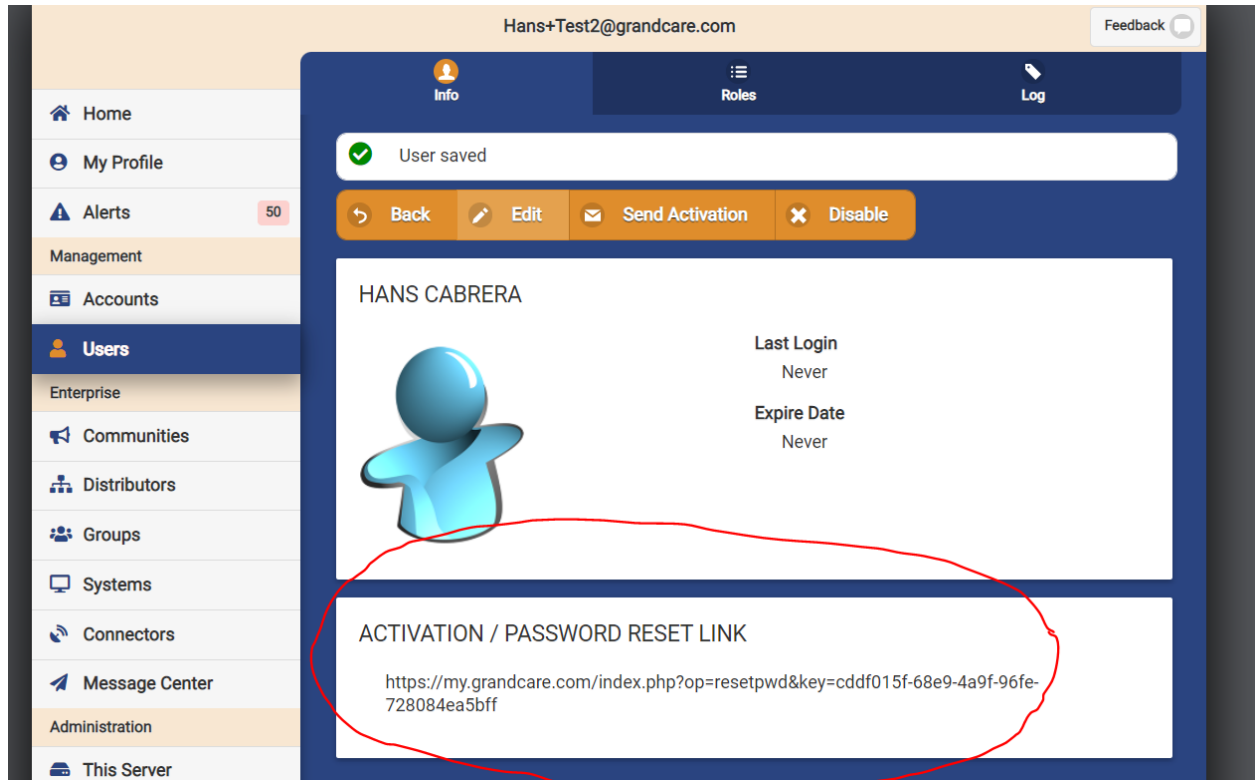 Hans+Test2@grandcare.com
Feedback
Info
Roles
Log
Home
My Profile
Alerts 50
Management
Accounts
Users
Enterprise
Communities
Distributors
Groups
Systems
Connectors
Message Center
Administration
This Server
User saved
Back Edit Send Activation Disable
HANS CABRERA
Last Login
Never
Expire Date
Never
ACTIVATION / PASSWORD RESET LINK
https://my.grandcare.com/index.php?op=resetpwd&key=cddf015f-68e9-4a9f-96fe-
728084ea5bff